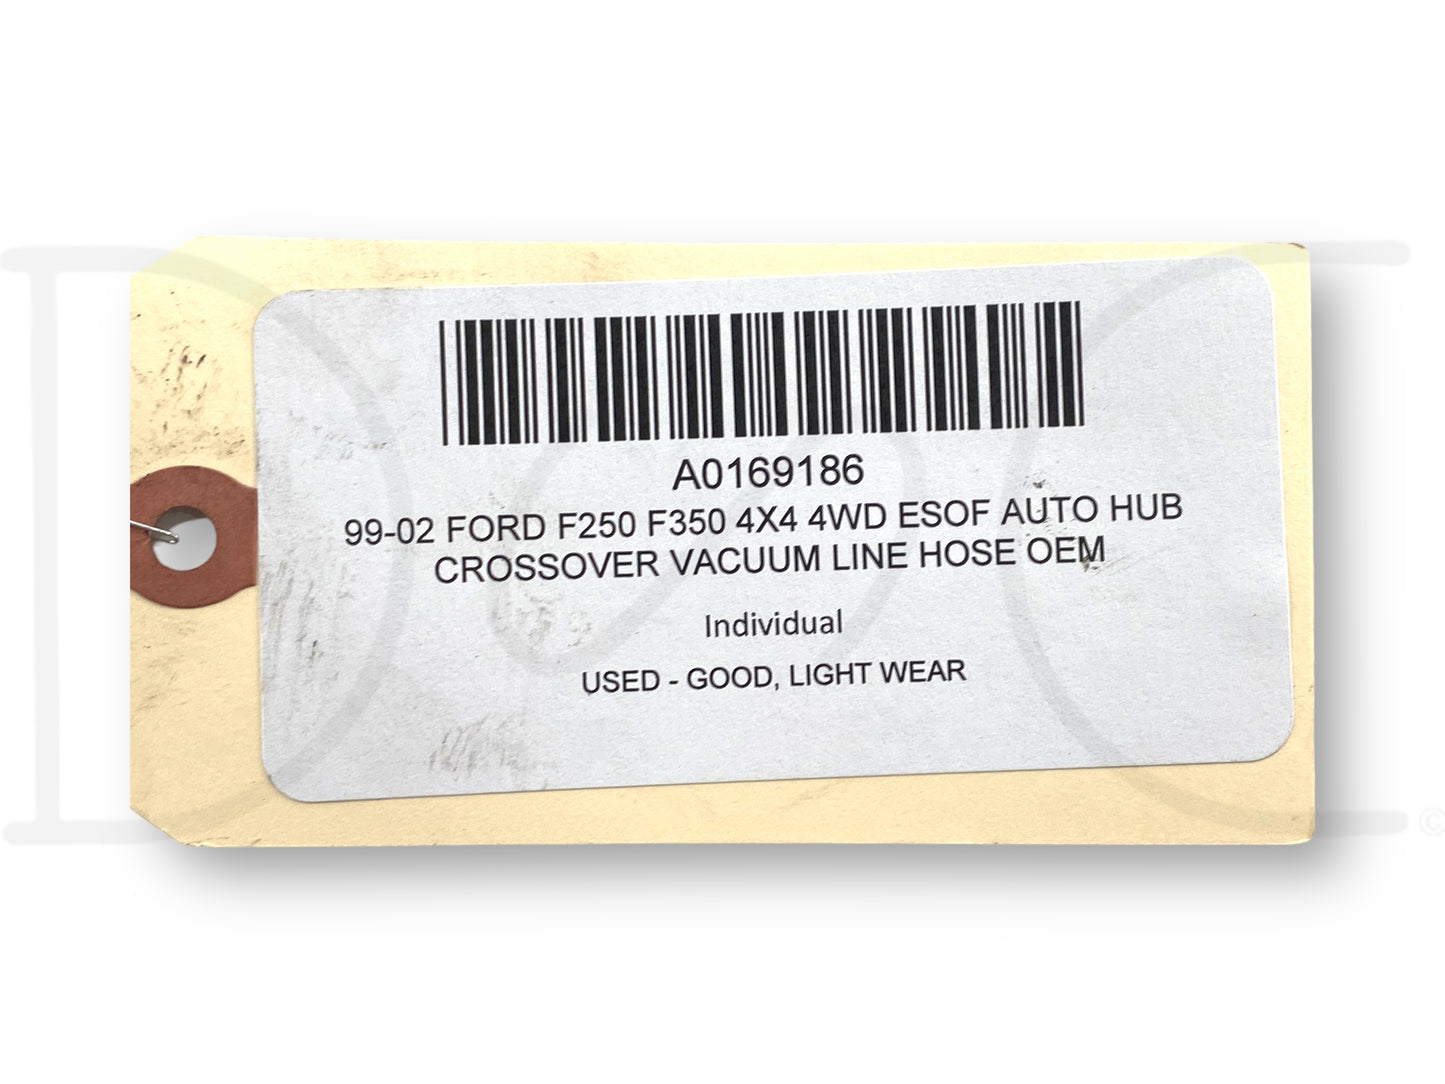 A0169186
99-02 FORD F250 F350 4X4 4WD ESOF AUTO HUB
CROSSOVER VACUUM LINE HOSE OEM
Individual
USED - GOOD, LIGHT WEAR
©